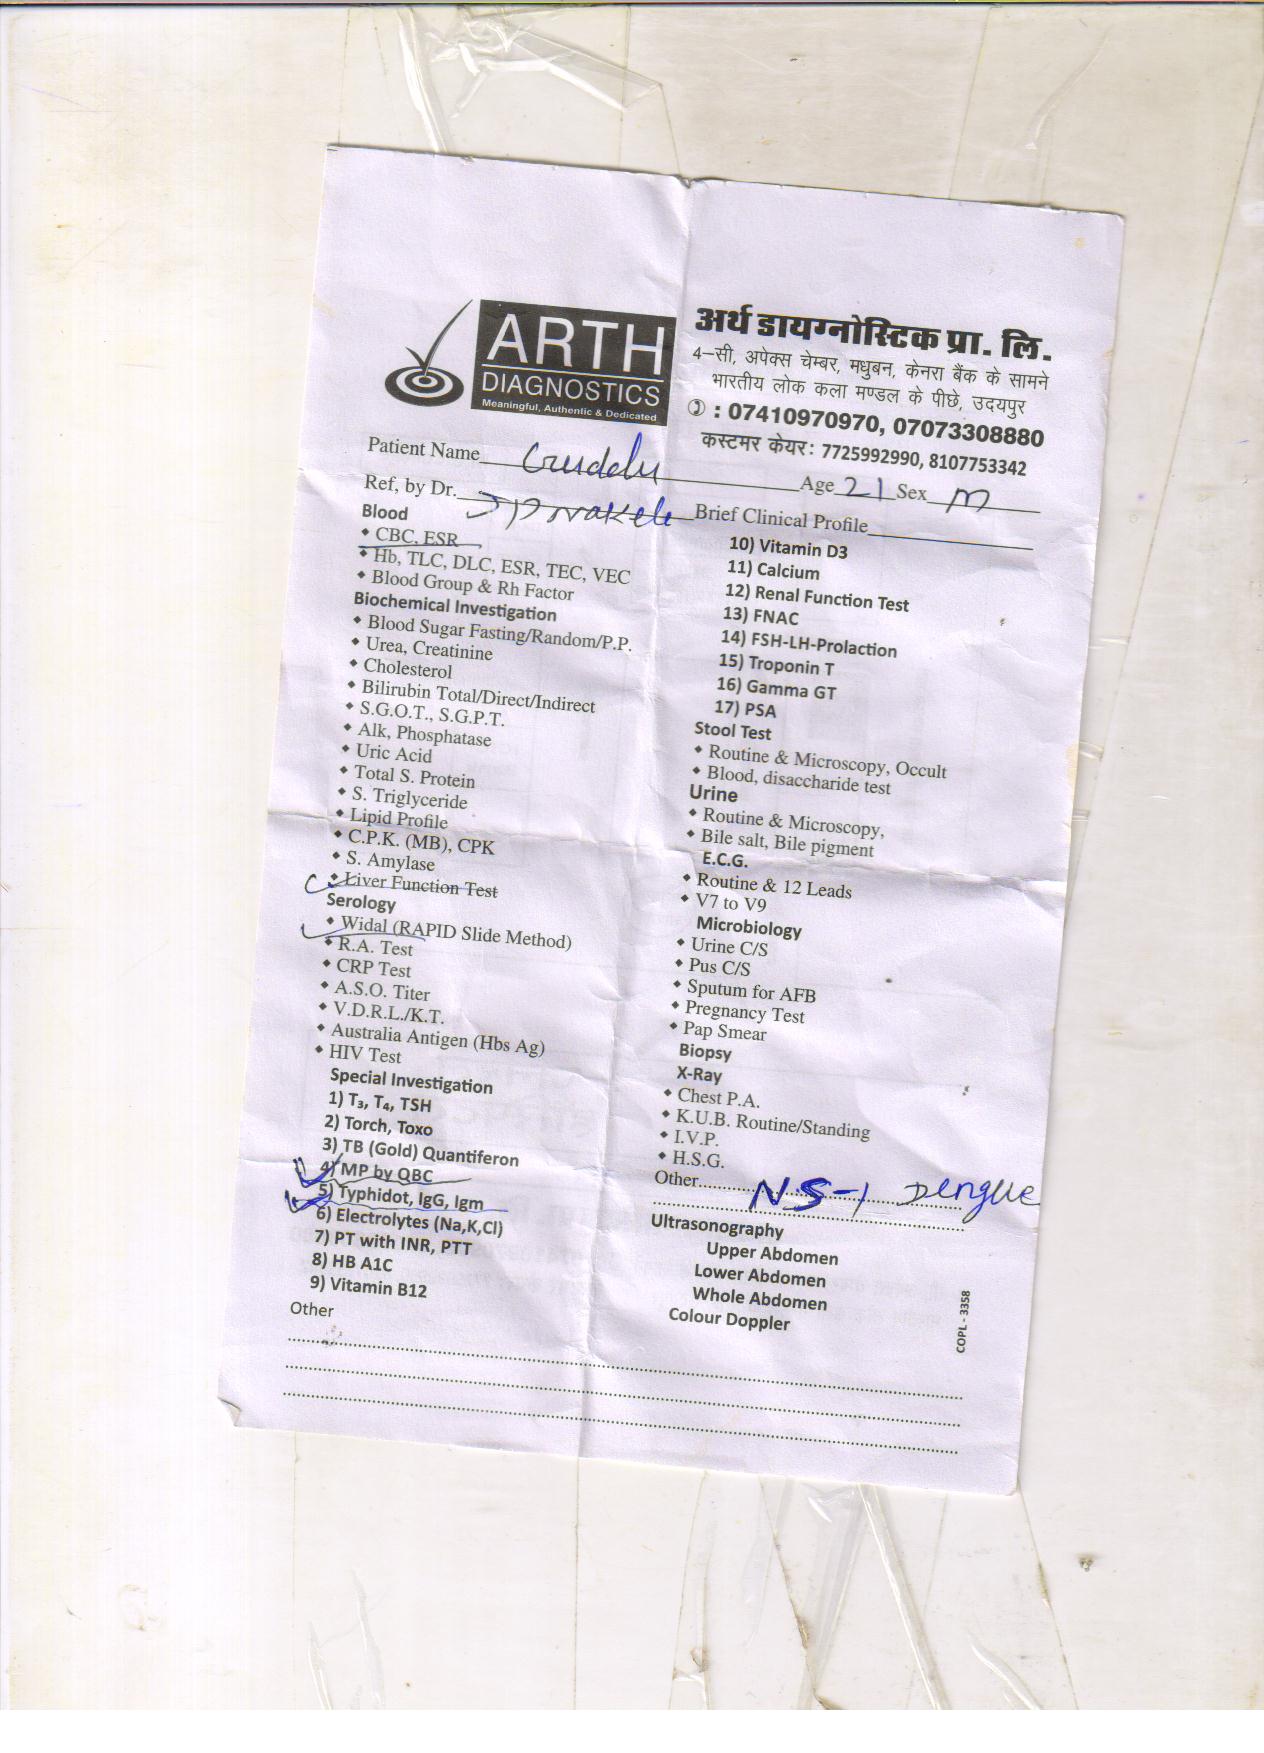 ARTH
DIAGNOSTICS
Meaningful, Authentic & Dedicated
अर्थ डायग्नोस्टिक प्रा. लि.
4–सी, अपेक्स चेम्बर, मधुबन, केनरा बैंक के सामने
भारतीय लोक कला मण्डल के पीछे, उदयपुर
✆ : 07410970970, 07073308880
कस्टमर केयर: 7725992990, 8107753342
Patient Name Guddu Age 21 Sex M
Ref, by Dr. Brief Clinical Profile
Blood
CBC, ESR
Hb, TLC, DLC, ESR, TEC, VEC
Blood Group & Rh Factor
Biochemical Investigation
Blood Sugar Fasting/Random/P.P.
Urea, Creatinine
Cholesterol
Bilirubin Total/Direct/Indirect
S.G.O.T., S.G.P.T.
Alk, Phosphatase
Uric Acid
Total S. Protein
S. Triglyceride
Lipid Profile
C.P.K. (MB), CPK
S. Amylase
Liver Function Test
Serology
Widal (RAPID Slide Method)
R.A. Test
CRP Test
A.S.O. Titer
V.D.R.L./K.T.
Australia Antigen (Hbs Ag)
HIV Test
Special Investigation
1) T₃, T₄, TSH
2) Torch, Toxo
3) TB (Gold) Quantiferon
4) MP by QBC
5) Typhidot, IgG, Igm
6) Electrolytes (Na,K,Cl)
7) PT with INR, PTT
8) HB A1C
9) Vitamin B12
Other
10) Vitamin D3
11) Calcium
12) Renal Function Test
13) FNAC
14) FSH-LH-Prolaction
15) Troponin T
16) Gamma GT
17) PSA
Stool Test
Routine & Microscopy, Occult
Blood, disaccharide test
Urine
Routine & Microscopy,
Bile salt, Bile pigment
E.C.G.
Routine & 12 Leads
V7 to V9
Microbiology
Urine C/S
Pus C/S
Sputum for AFB
Pregnancy Test
Pap Smear
Biopsy
X-Ray
Chest P.A.
K.U.B. Routine/Standing
I.V.P.
H.S.G.
Other NS-1 Dengue
Ultrasonography
Upper Abdomen
Lower Abdomen
Whole Abdomen
Colour Doppler
COPL - 3358